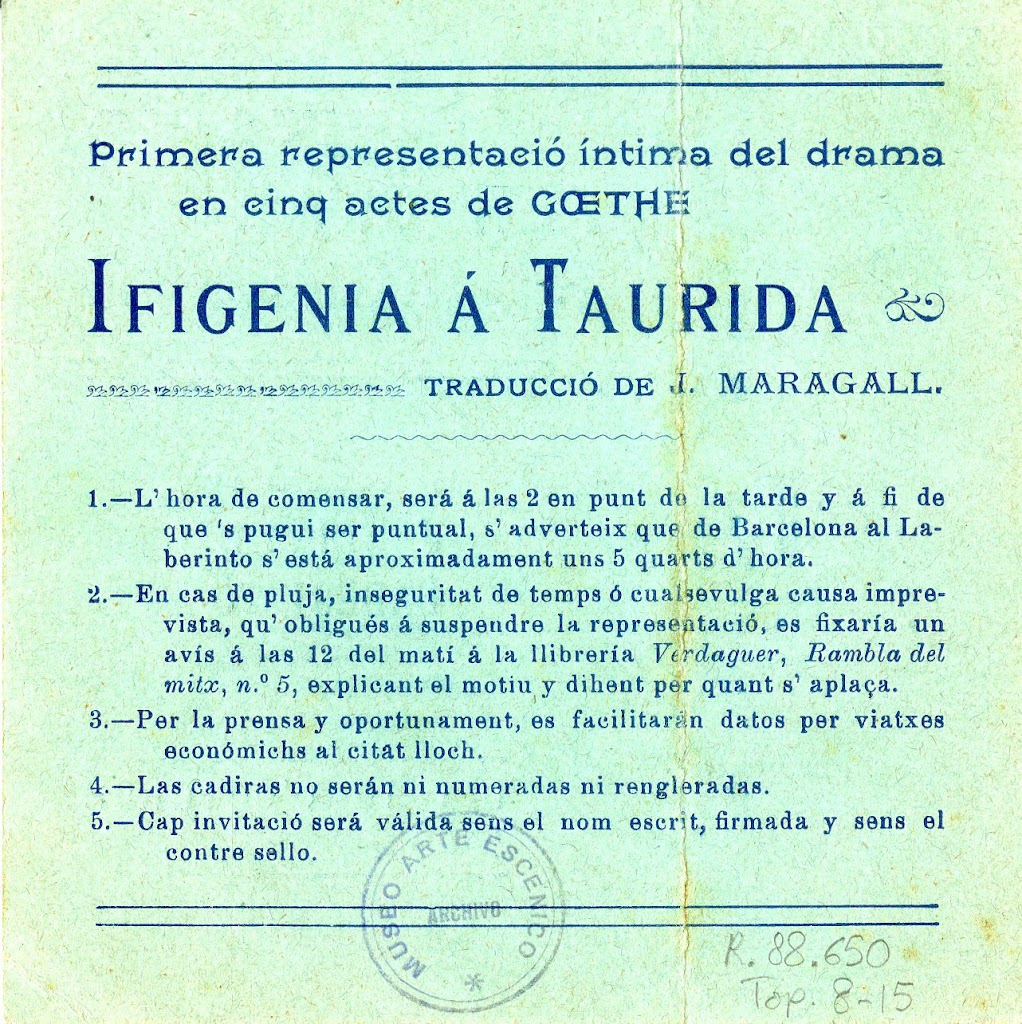 Primera representació íntima del drama
en cinq actes de GŒTHE
IFIGENIA Á TAURIDA
TRADUCCIÓ DE J. MARAGALL.
1.—L' hora de comensar, será á las 2 en punt de la tarde y á fi de
que 's pugui ser puntual, s' adverteix que de Barcelona al La-
berinto s' está aproximadament uns 5 quarts d' hora.
2.—En cas de pluja, inseguritat de temps ó cualsevulga causa impre-
vista, qu' obligués á suspendre la representació, es fixaría un
avís á las 12 del matí á la llibrería Verdaguer, Rambla del
mitx, n.º 5, explicant el motiu y dihent per quant s' aplaça.
3.—Per la prensa y oportunament, es facilitarán datos per viatxes
económichs al citat lloch.
4.—Las cadiras no serán ni numeradas ni rengleradas.
5.—Cap invitació será válida sens el nom escrit, firmada y sens el
contre sello.
MUSEO ARTE ESCENICO
ARCHIVO
R. 88.650
Top. 8-15